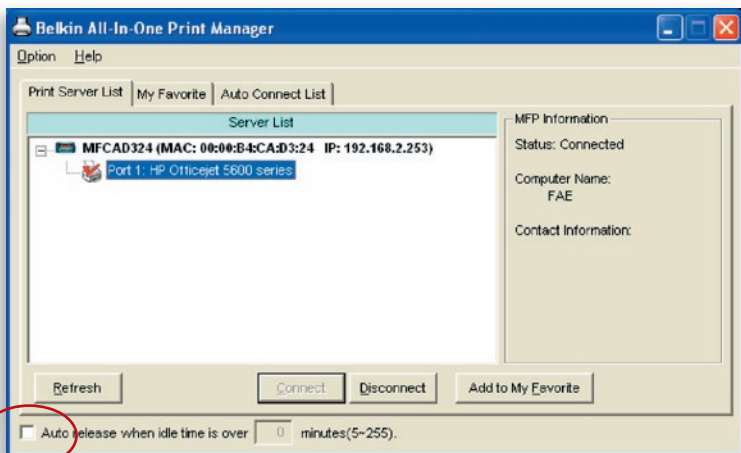 Belkin All-In-One Print Manager
Option Help
Print Server List My Favorite Auto Connect List
Server List
MFCAD324 (MAC: 00:00:B4:CA:D3:24 IP: 192.168.2.253)
Port 1: HP Officejet 5600 series
MFP Information
Status: Connected
Computer Name:
FAE
Contact Information:
Refresh Connect Disconnect Add to My Favorite
Auto release when idle time is over 0 minutes(5~255).